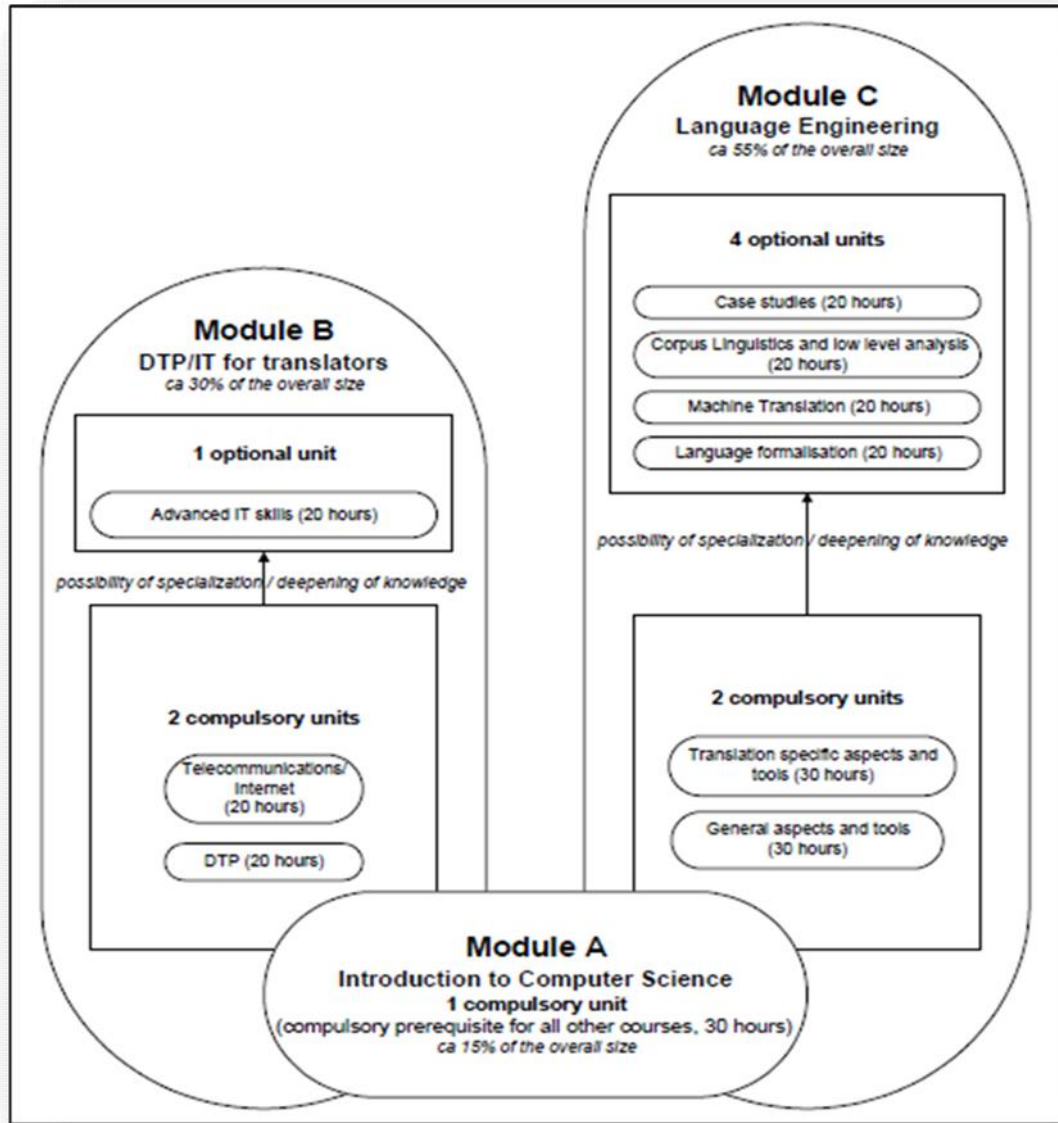 Module C
Language Engineering
ca 55% of the overall size
4 optional units
Case studies (20 hours)
Corpus Linguistics and low level analysis
(20 hours)
Machine Translation (20 hours)
Language formalisation (20 hours)
possibility of specialization / deepening of knowledge
2 compulsory units
Translation specific aspects and
tools (30 hours)
General aspects and tools
(30 hours)
Module B
DTP/IT for translators
ca 30% of the overall size
1 optional unit
Advanced IT skills (20 hours)
possibility of specialization / deepening of knowledge
2 compulsory units
Telecommunications/
Internet
(20 hours)
DTP (20 hours)
Module A
Introduction to Computer Science
1 compulsory unit
(compulsory prerequisite for all other courses, 30 hours)
ca 15% of the overall size